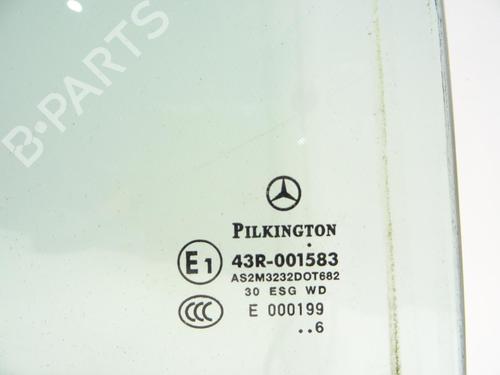 B-PARTS
PILKINGTON
E1 43R-001583
AS2M3232DOT682
30 ESG WD
CCC E 000199
..6